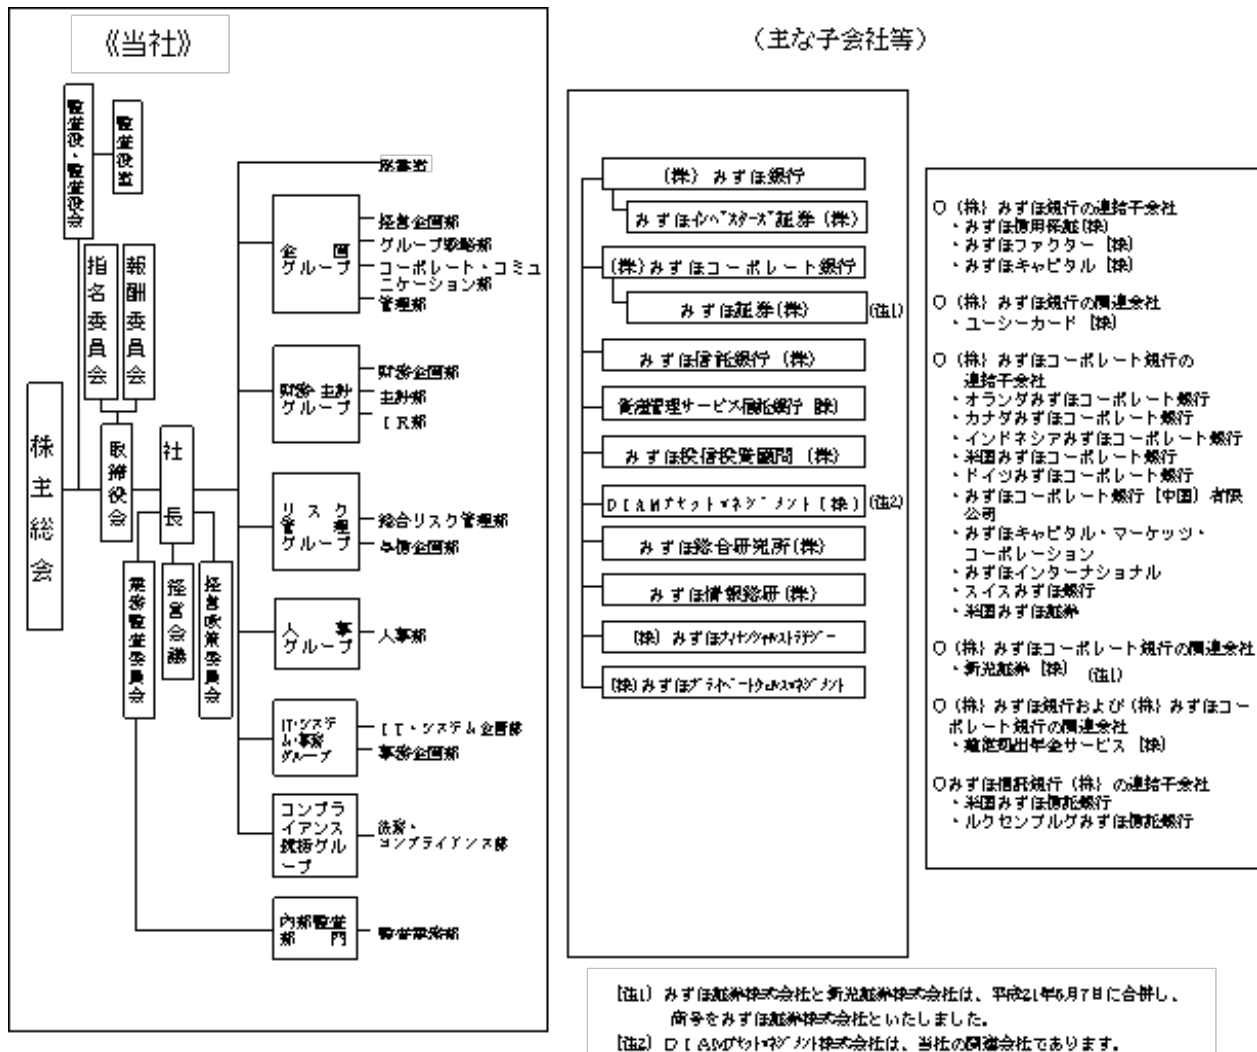 《当社》
(主な子会社等)
監査役・監査役会
監査役室
指名委員会
報酬委員会
株主総会
取締役会
社長
業務監査委員会
経営会議
経営政策委員会
秘書室
企画
グループ
経営企画部
グループ戦略部
コーポレート・コミュ
ニケーション部
管理部
財務・主計
グループ
財務企画部
主計部
IR部
リスク
管理
グループ
総合リスク管理部
与信企画部
人事
グループ
人事部
IT・システ
ム・事務
グループ
IT・システム企画部
事務企画部
コンプラ
イアンス
統括グル
ープ
法務・
コンプライアンス部
内部監査
部門
監査業務部
(株) みずほ銀行
みずほインベスターズ証券(株)
(株)みずほコーポレート銀行
みずほ証券(株)
(注1)
みずほ信託銀行 (株)
資産管理サービス信託銀行 (株)
みずほ投信投資顧問 (株)
DIAMアセットマネジメント(株)
(注2)
みずほ総合研究所(株)
みずほ情報総研(株)
(株) みずほフィナンシャルストラテジー
(株)みずほプライベートウェルスマネジメント
○ (株) みずほ銀行の連結子会社
・みずほ信用保証(株)
・みずほファクター (株)
・みずほキャピタル (株)
○ (株) みずほ銀行の関連会社
・ユーシーカード (株)
○ (株) みずほコーポレート銀行の
連結子会社
・オランダみずほコーポレート銀行
・カナダみずほコーポレート銀行
・インドネシアみずほコーポレート銀行
・米国みずほコーポレート銀行
・ドイツみずほコーポレート銀行
・みずほコーポレート銀行 (中国) 有限
公司
・みずほキャピタル・マーケッツ・
コーポレーション
・みずほインターナショナル
・スイスみずほ銀行
・米国みずほ証券
○ (株) みずほコーポレート銀行の関連会社
・新光証券 (株) (注1)
○ (株) みずほ銀行および (株) みずほコー
ポレート銀行の関連会社
・確定拠出年金サービス (株)
○みずほ信託銀行 (株) の連結子会社
・米国みずほ信託銀行
・ルクセンブルグみずほ信託銀行
(注1) みずほ証券株式会社と新光証券株式会社は、平成21年5月7日に合併し、
商号をみずほ証券株式会社といたしました。
(注2) DIAMアセットマネジメント株式会社は、当社の関連会社であります。